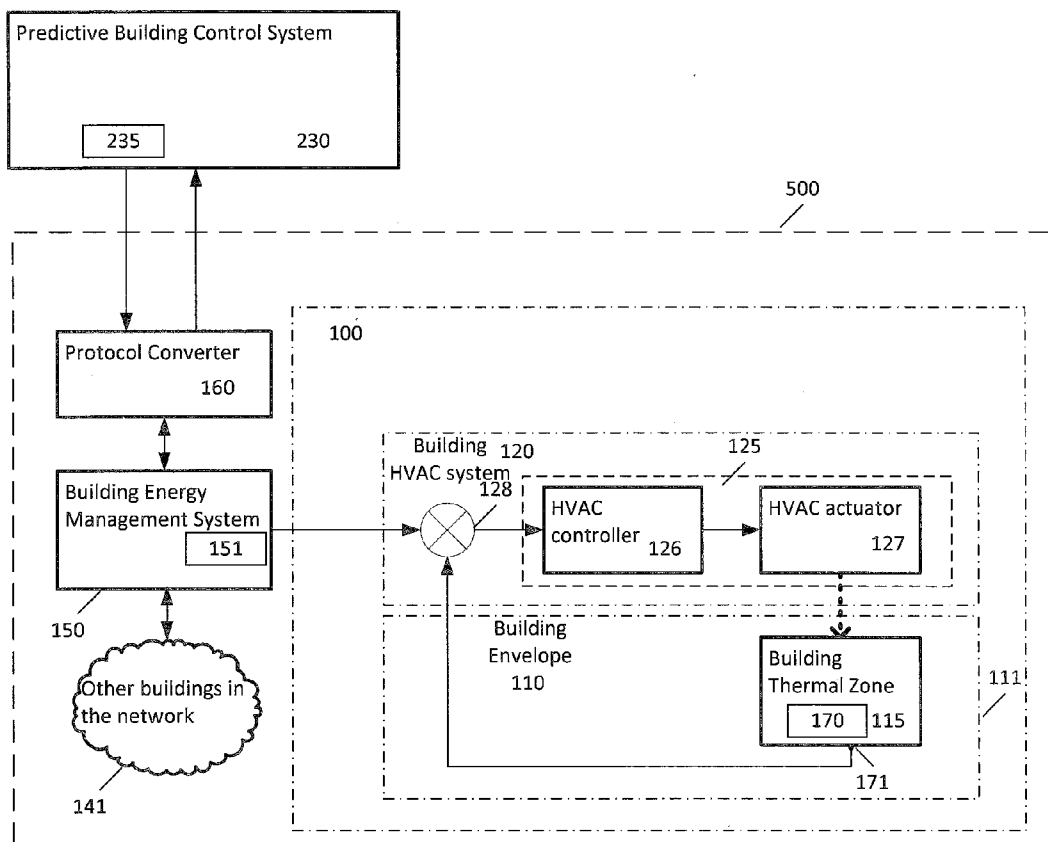 Predictive Building Control System
235
230
500
100
Protocol Converter
160
Building
HVAC system
120
125
128
Building Energy
Management System
151
HVAC
controller
126
HVAC actuator
127
150
Building
Envelope
110
Building
Thermal Zone
170
115
111
Other buildings in
the network
171
141